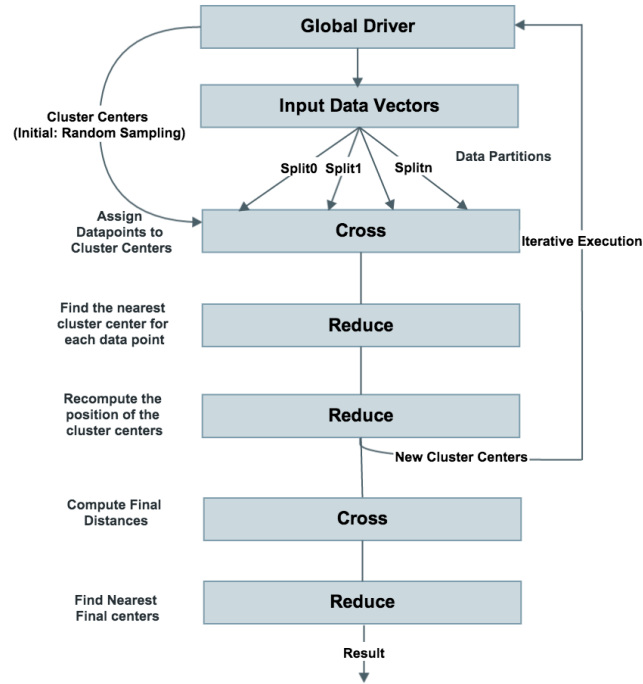 Global Driver
Input Data Vectors
Cluster Centers
(Initial: Random Sampling)
Data Partitions
Split0 Split1 Splitn
Assign
Datapoints to
Cluster Centers
Cross
Iterative Execution
Find the nearest
cluster center for
each data point
Reduce
Recompute the
position of the
cluster centers
Reduce
New Cluster Centers
Compute Final
Distances
Cross
Find Nearest
Final centers
Reduce
Result